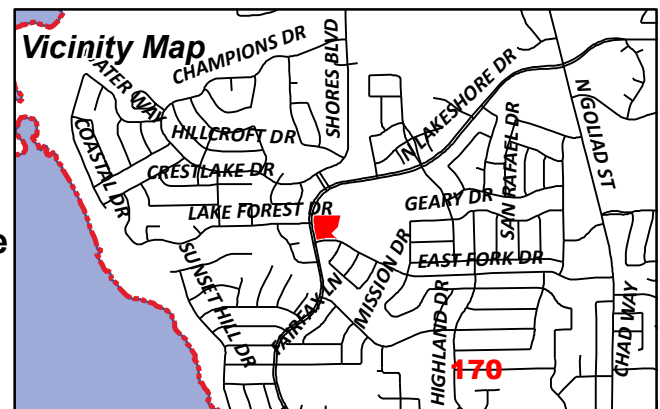 Vicinity Map
CHAMPIONS DR
SHORES BLVD
WATER WAY
N LAKESHORE DR
N GOLIAD ST
COASTAL DR
HILLCROFT DR
SAN RAFAEL DR
CRESTLAKE DR
GEARY DR
LAKE FOREST DR
e
SUNSET HILL DR
MISSION DR
EAST FORK DR
FAIRFAX LN
HIGHLAND DR
CHAD WAY
170